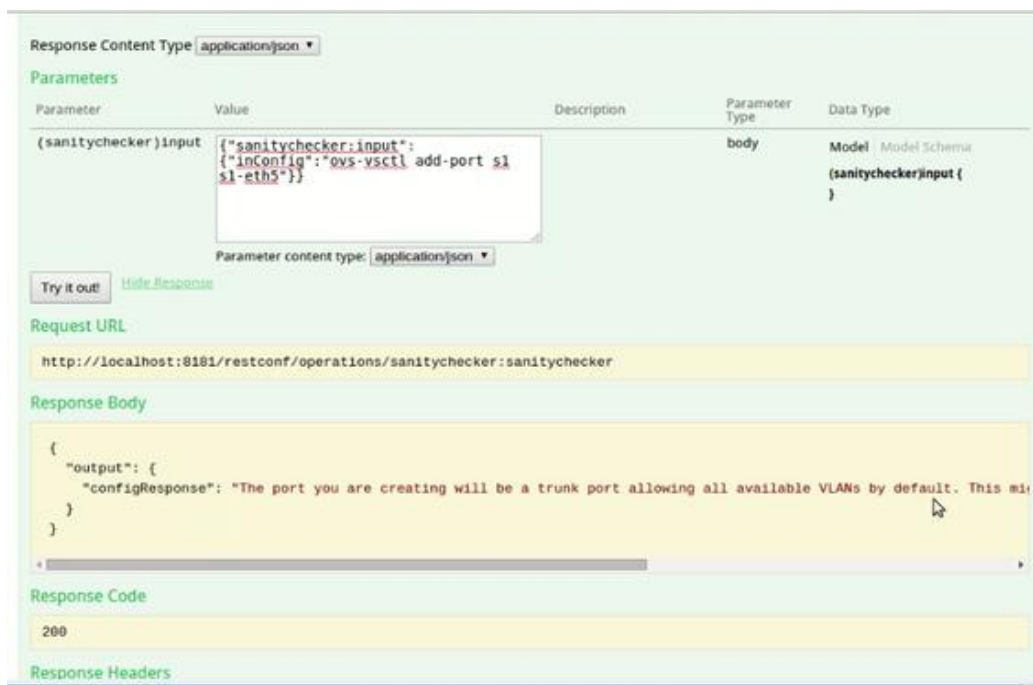 Response Content Type application/json
Parameters
Parameter Value Description Parameter Type Data Type
(sanitychecker)input
{"sanitychecker:input":
{"inConfig":"ovs-vsctl add-port s1
s1-eth5"}}
body
Model Model Schema
(sanitychecker)input {
}
Parameter content type: application/json
Try it out! Hide Response
Request URL
http://localhost:8181/restconf/operations/sanitychecker:sanitychecker
Response Body
{
"output": {
"configResponse": "The port you are creating will be a trunk port allowing all available VLANs by default. This
}
}
Response Code
200
Response Headers